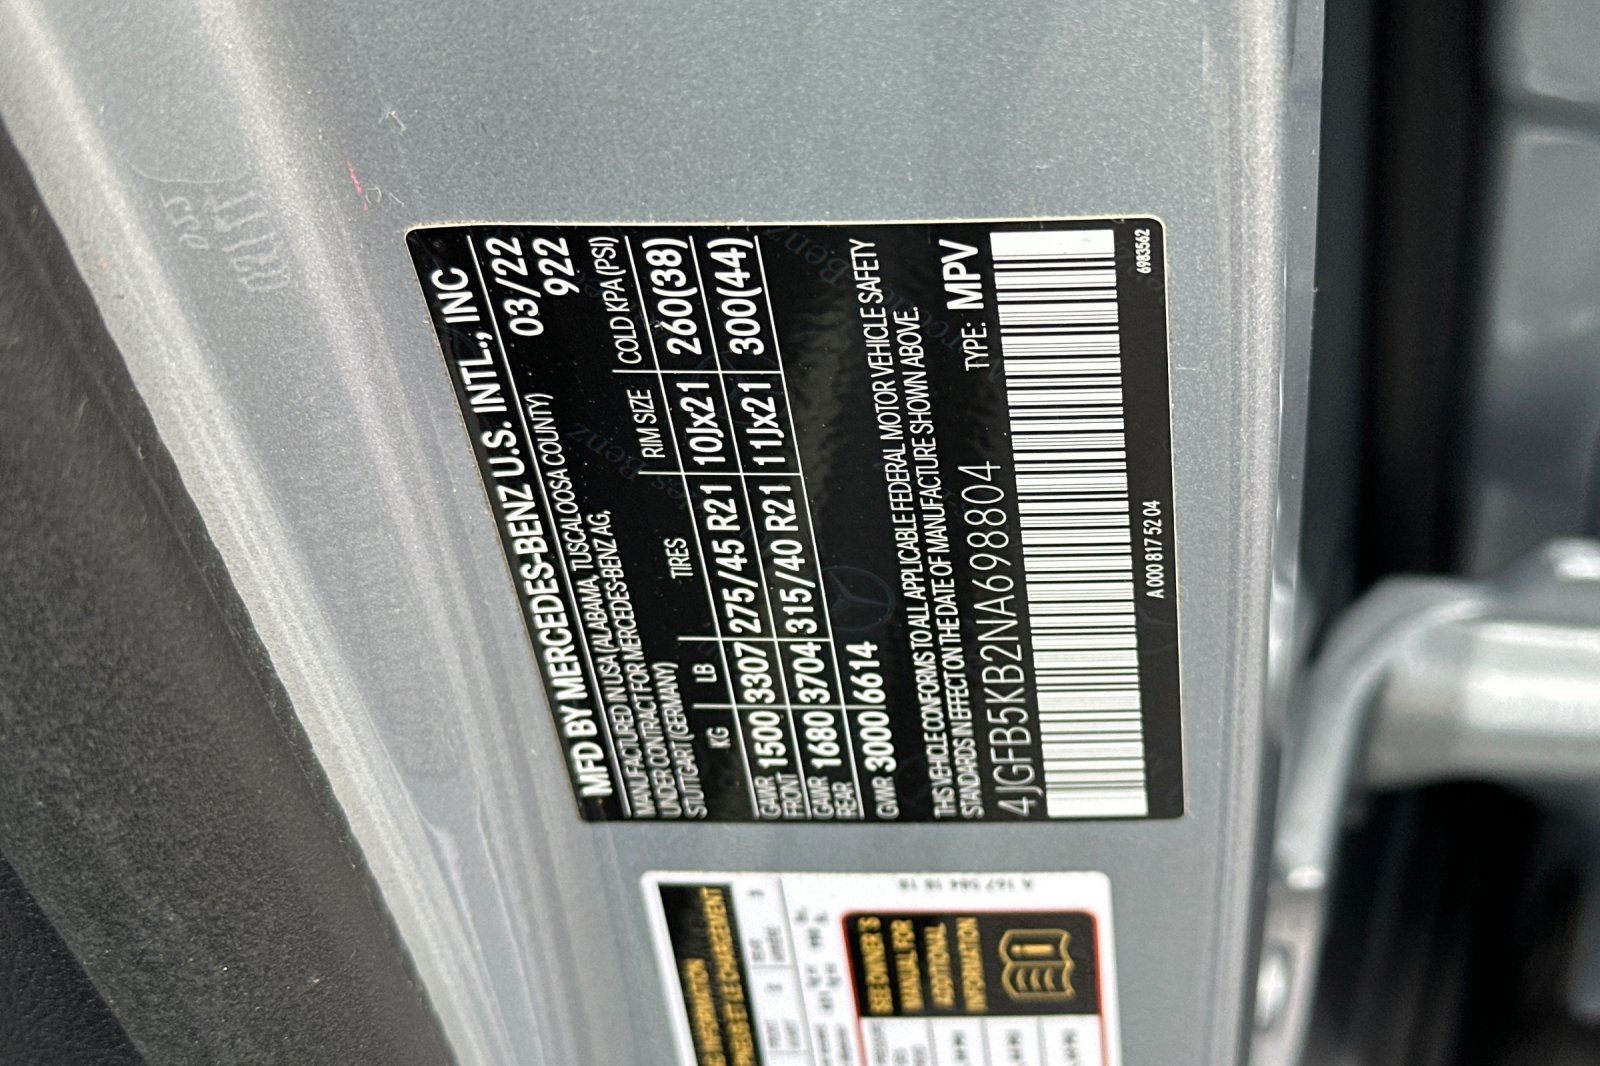 MFD BY MERCEDES-BENZ U.S. INTL., INC
MANUFACTURED IN USA (ALABAMA, TUSCALOOSA COUNTY) 03/22
UNDER CONTRACT FOR MERCEDES-BENZ AG, 922
STUTTGART (GERMANY)
KG LB TIRES RIM SIZE COLD KPA (PSI)
GAWR FRONT 1500 3307 275/45 R21 10Jx21 260(38)
GAWR REAR 1680 3704 315/40 R21 11Jx21 300(44)
GVWR 3000 6614
THIS VEHICLE CONFORMS TO ALL APPLICABLE FEDERAL MOTOR VEHICLE SAFETY
STANDARDS IN EFFECT ON THE DATE OF MANUFACTURE SHOWN ABOVE.
4JGFB5KB2NA698804 TYPE: MPV
A 000 817 52 04 6983562
SEE OWNER'S
MANUAL FOR
ADDITIONAL
INFORMATION